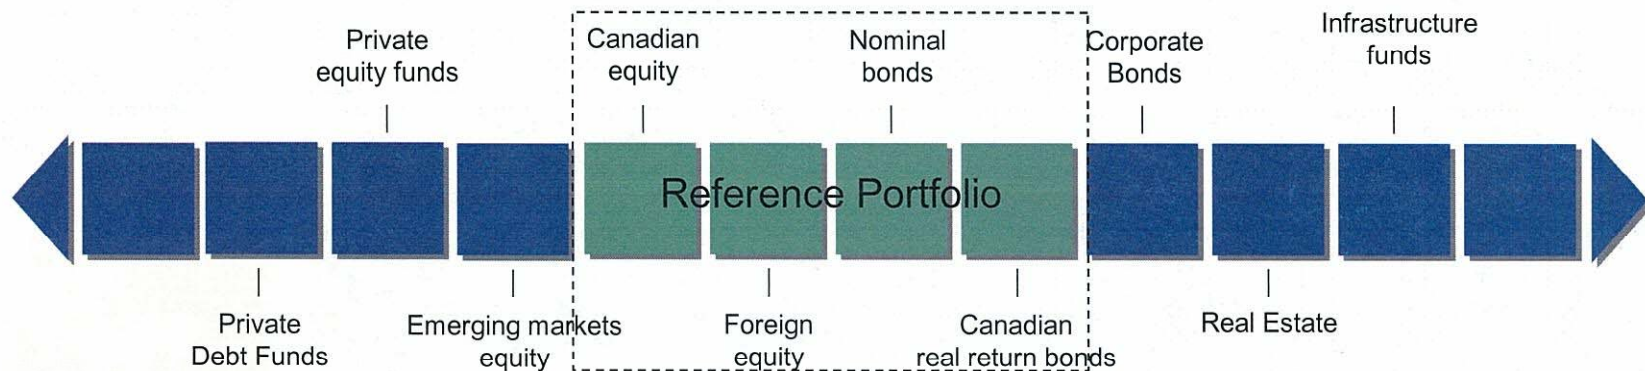 Private
equity funds
Canadian
equity
Nominal
bonds
Corporate
Bonds
Infrastructure
funds
Reference Portfolio
Private
Debt Funds
Emerging markets
equity
Foreign
equity
Canadian
real return bonds
Real Estate